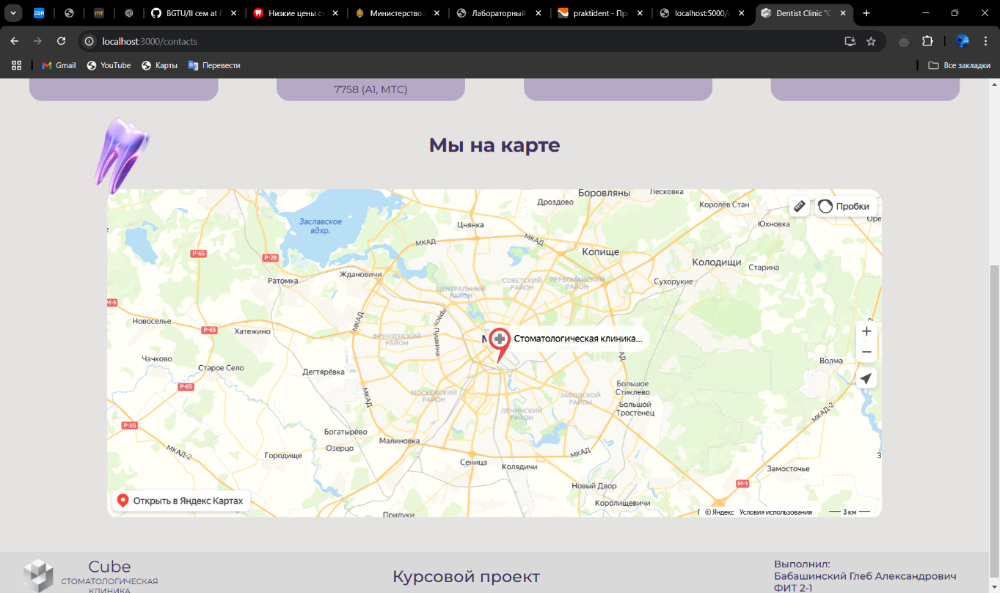 DSM
mt
BGTU/II сем at
Низкие цены с
Министерство
Лабораторный
praktident - Пр
localhost:5000/
Dentist Clinic "C
localhost:3000/contacts
Gmail
YouTube
Карты
Перевести
Все закладки
7758 (A1, МТС)
Мы на карте
Боровляны
Лесковка
Дроздово
Королёв Стан
Пробки
Заславское
вдхр.
Цнянка
Юхновка
МКАД
МКАД
Р-65
Р-28
Копище
Колодищи
Старина
Ждановичи
Ратомка
СОВЕТСКИЙ
РАЙОН
ПЕРВОМАЙСКИЙ
РАЙОН
Сухорукие
ЦЕНТРАЛЬНЫЙ
РАЙОН
М-6
Новоселье
Р-65
Хатежино
МКАД
просп. Пушкина
ФРУНЗЕНСКИЙ
РАЙОН
Стоматологическая клиника...
Чачково
Старое Село
Дегтярёвка
Волма
Р-65
МКАД
МОСКОВСКИЙ
РАЙОН
ЗАВОДСКОЙ
РАЙОН
Большое
Стиклево
Большой
Тростенец
ЛЕНИНСКИЙ
РАЙОН
МКАД-2
Р-65
Богатырёво
Малиновка
Озерцо
МКАД-2
Городище
МКАД
Сеница
Колядичи
Замосточье
Новый Двор
М-1
Королищевичи
Открыть в Яндекс Картах
Прилуки
© Яндекс Условия использования
3 км
Cube
СТОМАТОЛОГИЧЕСКАЯ
КЛИНИКА
Курсовой проект
Выполнил:
Бабашинский Глеб Александрович
ФИТ 2-1